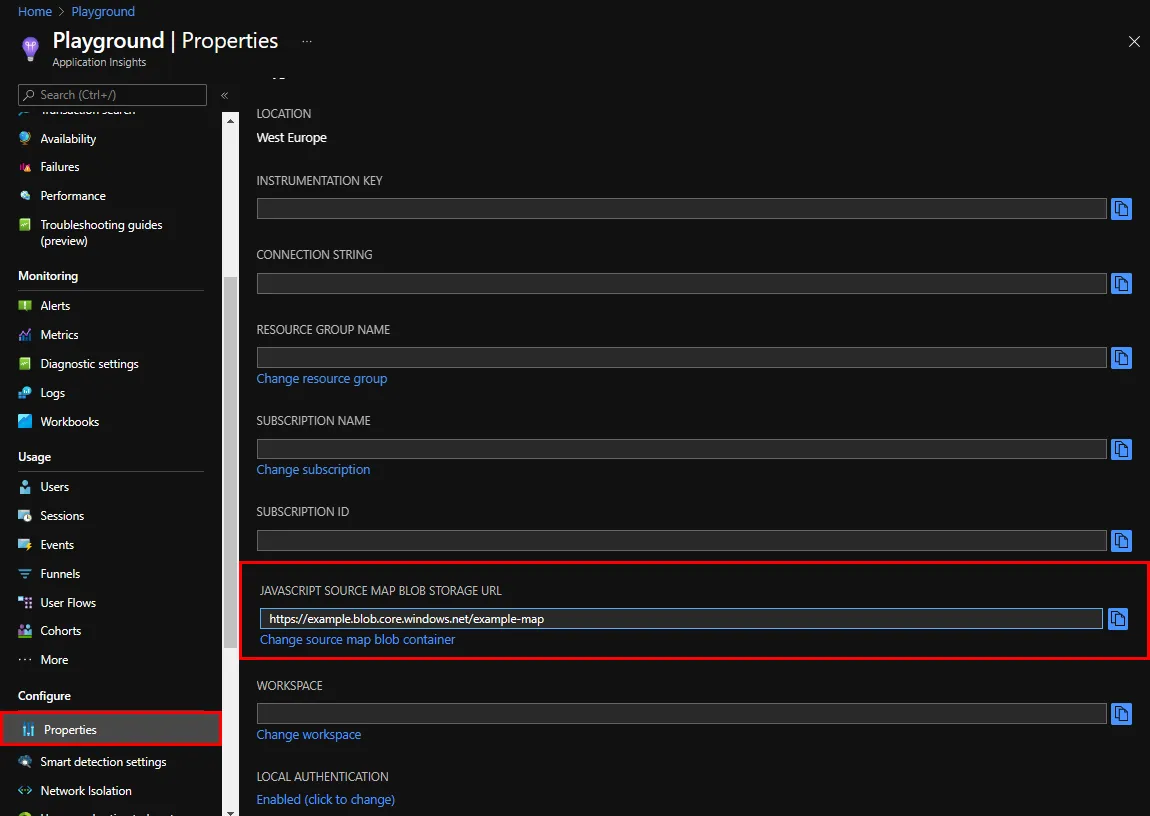 Home > Playground
Playground | Properties ...
Application Insights
Search (Ctrl+/)
«
Transaction search
Availability
Failures
Performance
Troubleshooting guides
(preview)
Monitoring
Alerts
Metrics
Diagnostic settings
Logs
Workbooks
Usage
Users
Sessions
Events
Funnels
User Flows
Cohorts
More
Configure
Properties
Smart detection settings
Network Isolation
LOCATION
West Europe
INSTRUMENTATION KEY
CONNECTION STRING
RESOURCE GROUP NAME
Change resource group
SUBSCRIPTION NAME
Change subscription
SUBSCRIPTION ID
JAVASCRIPT SOURCE MAP BLOB STORAGE URL
https://example.blob.core.windows.net/example-map
Change source map blob container
WORKSPACE
Change workspace
LOCAL AUTHENTICATION
Enabled (click to change)